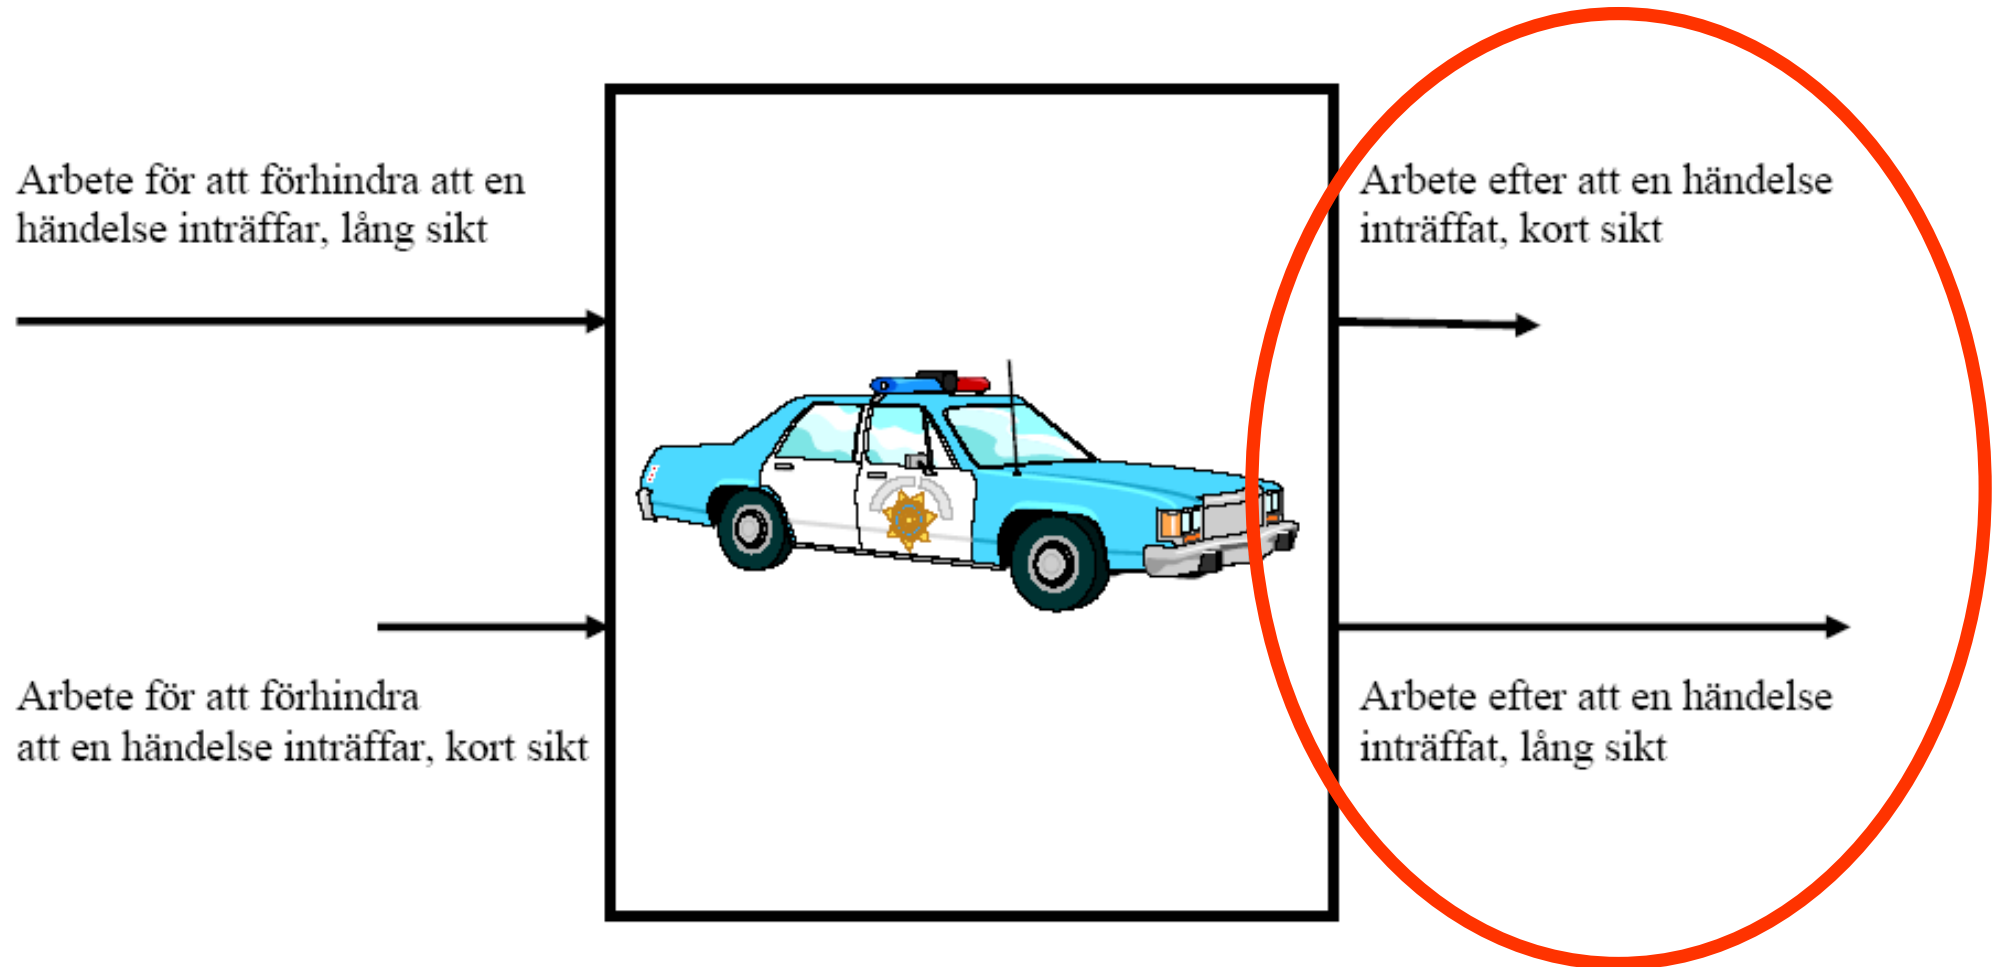 Arbete för att förhindra att en
händelse inträffar, lång sikt
Arbete efter att en händelse
inträffat, kort sikt
Arbete för att förhindra
att en händelse inträffar, kort sikt
Arbete efter att en händelse
inträffat, lång sikt